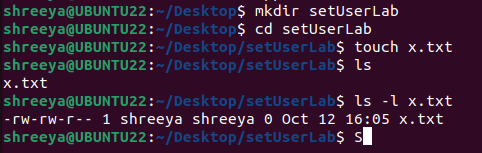 shreeya@UBUNTU22:~/Desktop$ mkdir setUserLab
shreeya@UBUNTU22:~/Desktop$ cd setUserLab
shreeya@UBUNTU22:~/Desktop/setUserLab$ touch x.txt
shreeya@UBUNTU22:~/Desktop/setUserLab$ ls
x.txt
shreeya@UBUNTU22:~/Desktop/setUserLab$ ls -l x.txt
-rw-rw-r-- 1 shreeya shreeya 0 Oct 12 16:05 x.txt
shreeya@UBUNTU22:~/Desktop/setUserLab$ S